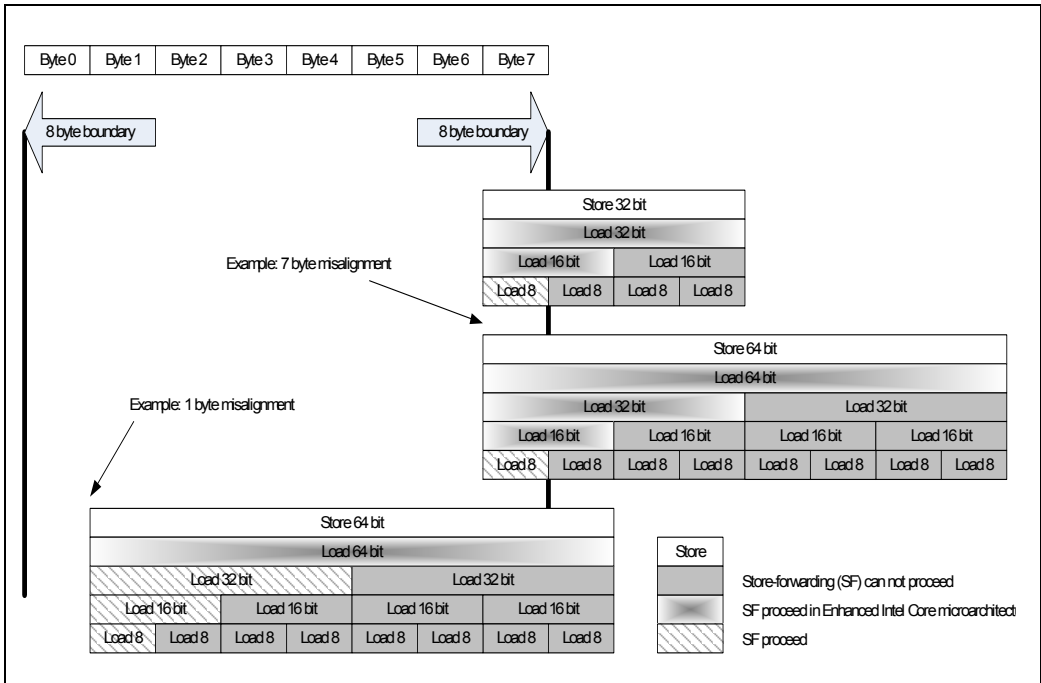 Byte 0 Byte 1 Byte 2 Byte 3 Byte 4 Byte 5 Byte 6 Byte 7
8 byte boundary 8 byte boundary
Store 32 bit
Load 32 bit
Example: 7 byte misalignment
Load 16 bit Load 16 bit
Load 8 Load 8 Load 8 Load 8
Store 64 bit
Load 64 bit
Example: 1 byte misalignment
Load 32 bit Load 32 bit
Load 16 bit Load 16 bit Load 16 bit Load 16 bit
Load 8 Load 8 Load 8 Load 8 Load 8 Load 8 Load 8 Load 8
Store 64 bit
Load 64 bit
Load 32 bit Load 32 bit
Load 16 bit Load 16 bit Load 16 bit Load 16 bit
Load 8 Load 8 Load 8 Load 8 Load 8 Load 8 Load 8 Load 8
Store
Store-forwarding (SF) can not proceed
SF proceed in Enhanced Intel Core microarchitect
SF proceed